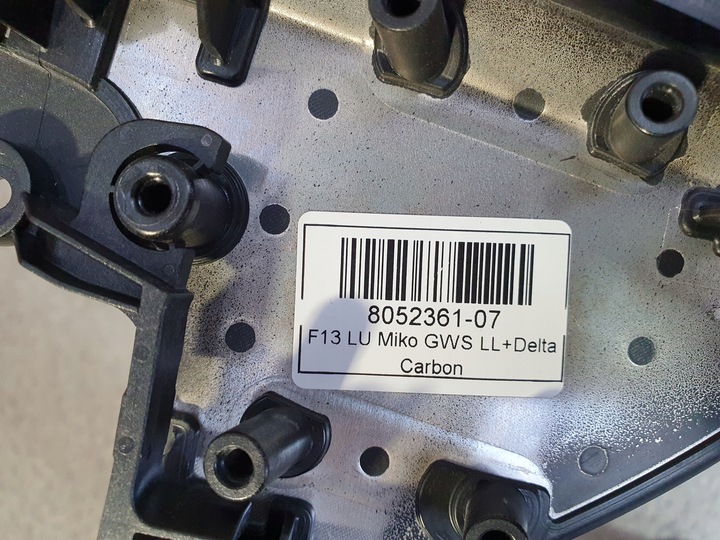 8052361-07
F13 LU Miko GWS LL+Delta
Carbon